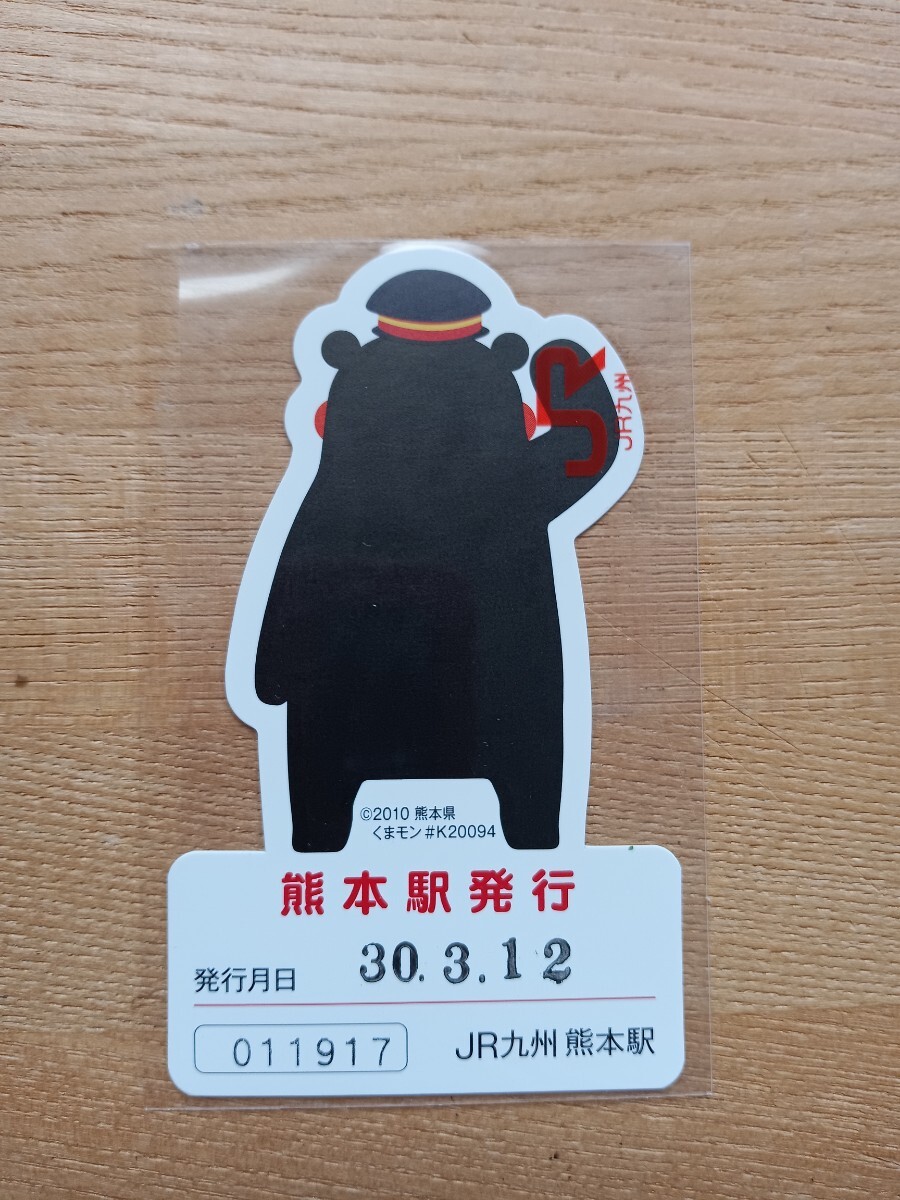 JR
JR九州
©2010 熊本県
くまモン#K20094
熊本駅発行
発行月日 30.3.12
011917 JR九州 熊本駅